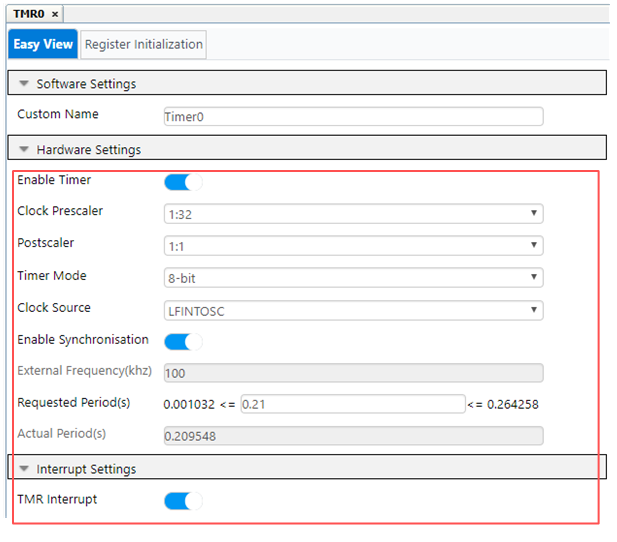 TMR0 ×
Easy View Register Initialization
Software Settings
Custom Name Timer0
Hardware Settings
Enable Timer
Clock Prescaler 1:32
Postscaler 1:1
Timer Mode 8-bit
Clock Source LFINTOSC
Enable Synchronisation
External Frequency(khz) 100
Requested Period(s) 0.001032 <= 0.21 <= 0.264258
Actual Period(s) 0.209548
Interrupt Settings
TMR Interrupt